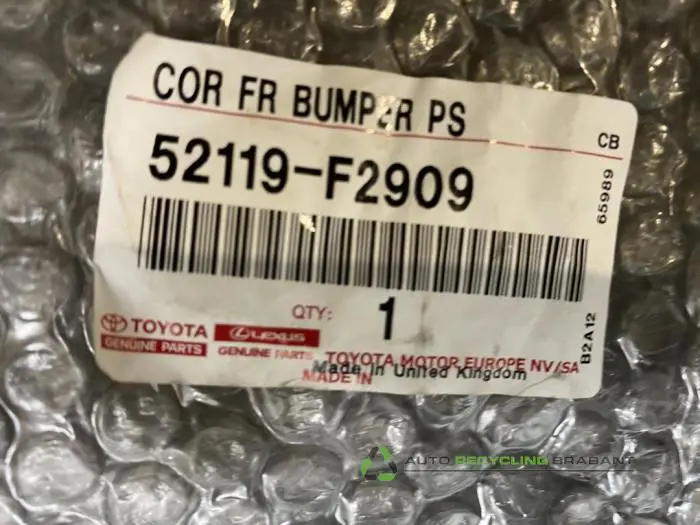 COR FR BUMPER PS
52119-F2909
CB
65989
B2A12
QTY: 1
TOYOTA
GENUINE PARTS
LEXUS
GENUINE PARTS
TOYOTA MOTOR EUROPE NV/SA
Made in United Kingdom
MADE IN
AUTO RECYCLING BRABANT